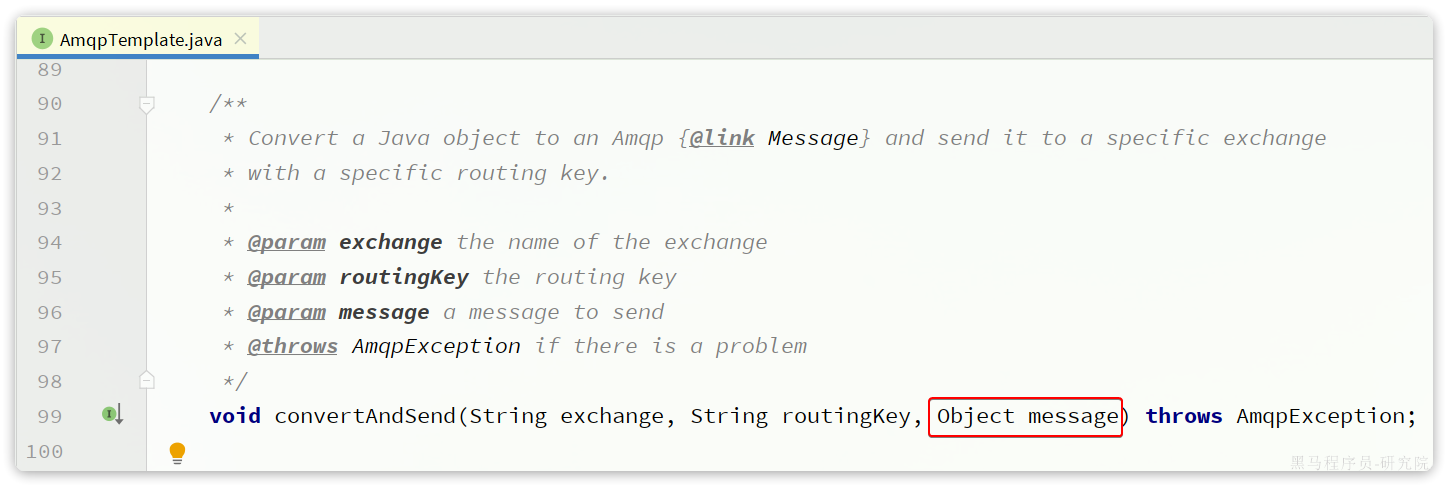 AmqpTemplate.java
89
90 /**
91 * Convert a Java object to an Amqp {@link Message} and send it to a specific exchange
92 * with a specific routing key.
93 *
94 * @param exchange the name of the exchange
95 * @param routingKey the routing key
96 * @param message a message to send
97 * @throws AmqpException if there is a problem
98 */
99 void convertAndSend(String exchange, String routingKey, Object message) throws AmqpException;
100
黑马程序员-研究院